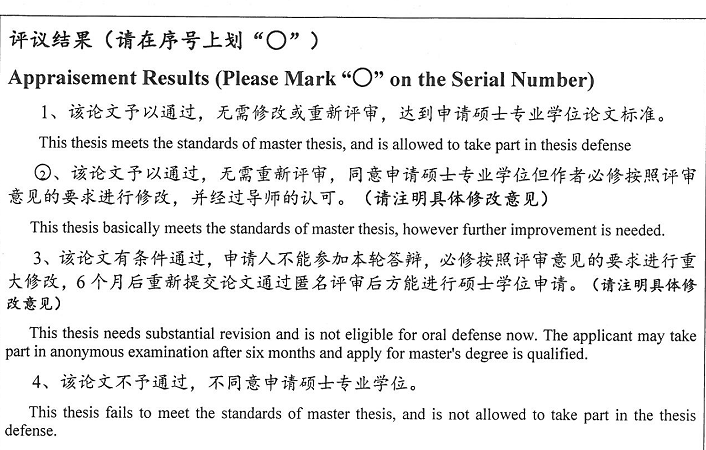 评议结果（请在序号上划“〇”）
Appraisement Results (Please Mark “〇” on the Serial Number)
1、该论文予以通过，无需修改或重新评审，达到申请硕士专业学位论文标准。
This thesis meets the standards of master thesis, and is allowed to take part in thesis defense
②、该论文予以通过，无需重新评审，同意申请硕士专业学位但作者必修按照评审
意见的要求进行修改，并经过导师的认可。（请注明具体修改意见）
This thesis basically meets the standards of master thesis, however further improvement is needed.
3、该论文有条件通过，申请人不能参加本轮答辩，必修按照评审意见的要求进行重
大修改，6 个月后重新提交论文通过匿名评审后方能进行硕士学位申请。（请注明具体修
改意见）
This thesis needs substantial revision and is not eligible for oral defense now. The applicant may take
part in anonymous examination after six months and apply for master's degree is qualified.
4、该论文不予通过，不同意申请硕士专业学位。
This thesis fails to meet the standards of master thesis, and is not allowed to take part in the thesis
defense.